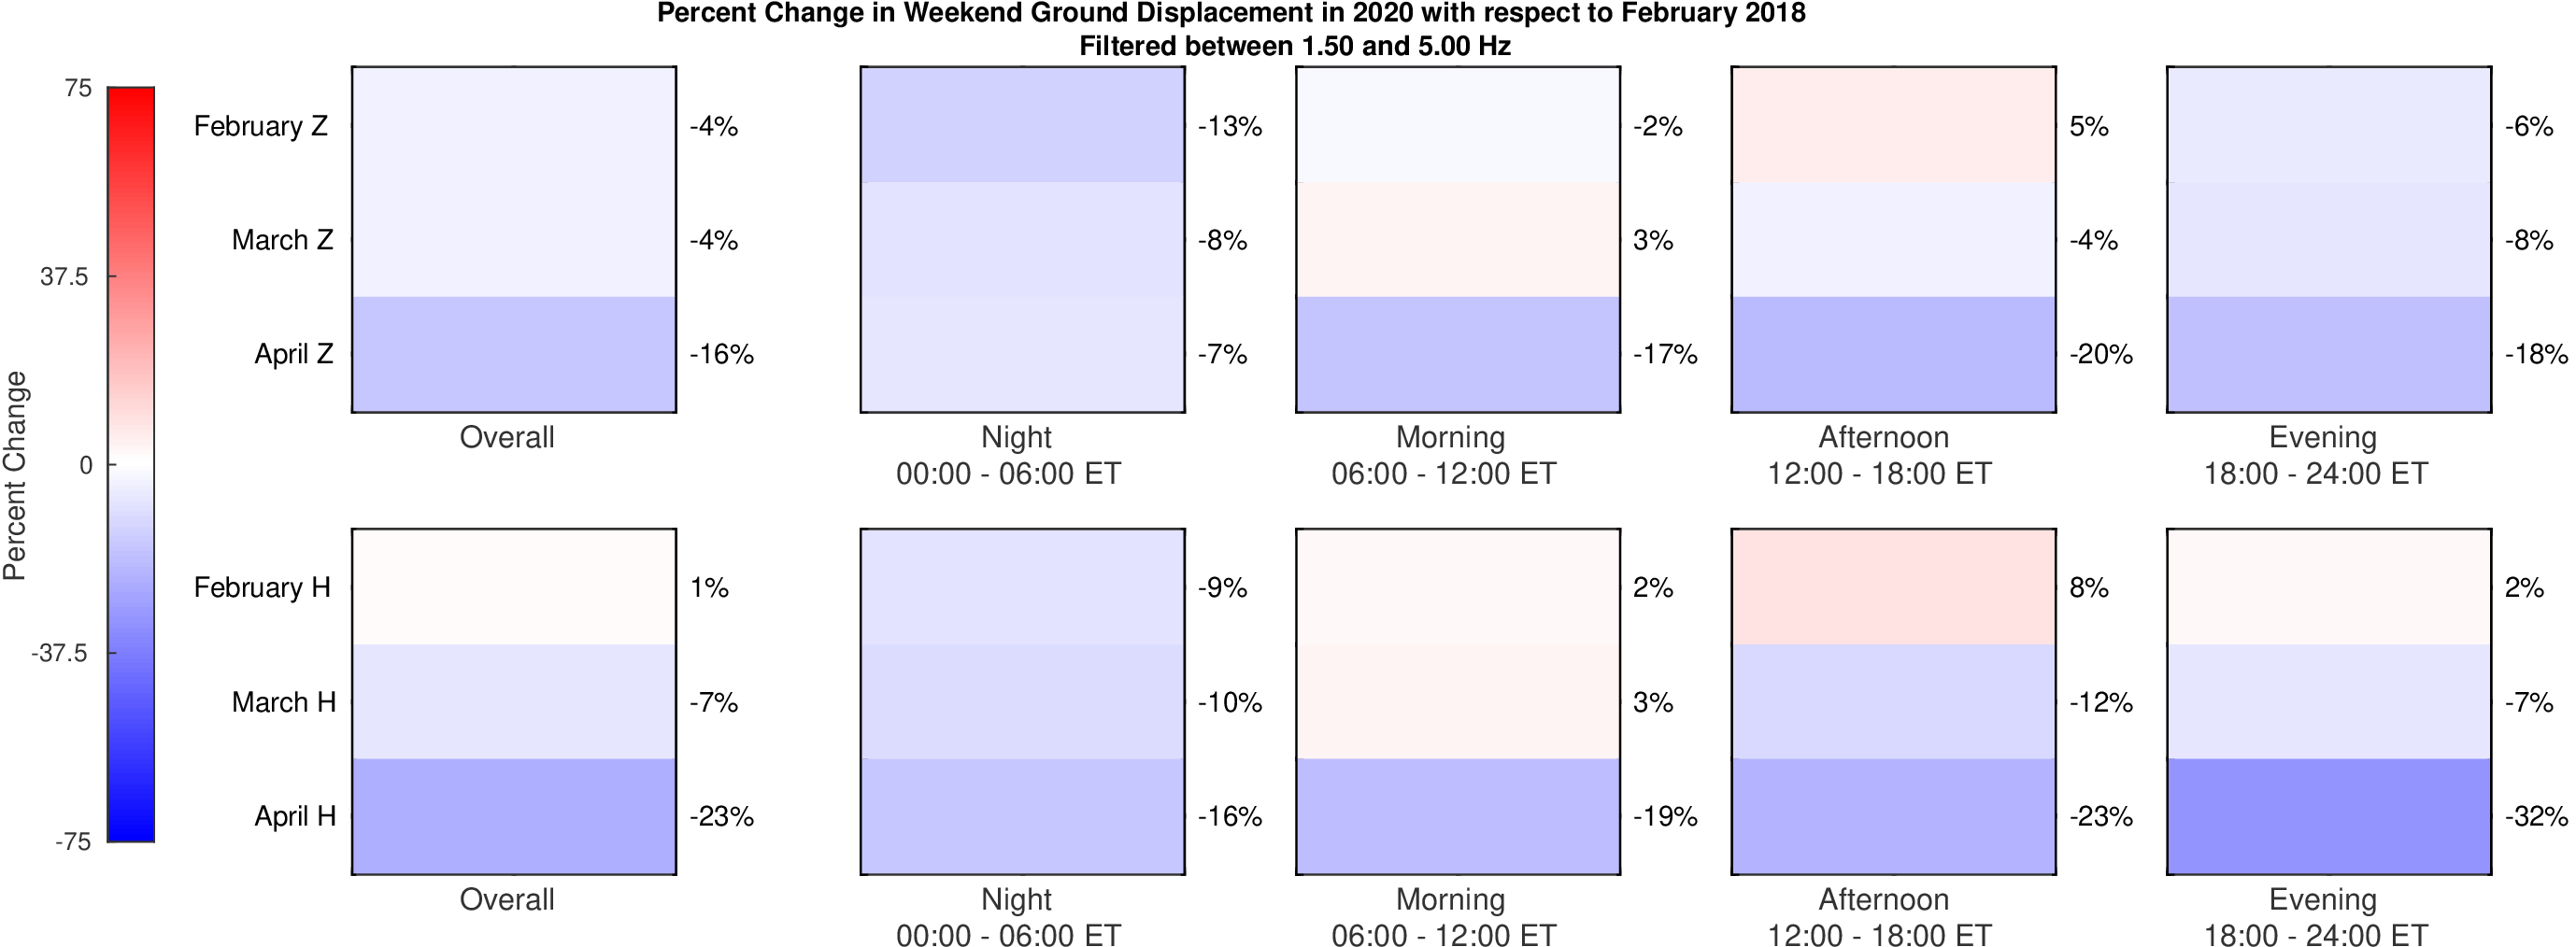 Percent Change in Weekend Ground Displacement in 2020 with respect to February 2018
Filtered between 1.50 and 5.00 Hz
75
37.5
0
-37.5
-75
Percent Change
February Z -4% -13% -2% 5% -6%
March Z -4% -8% 3% -4% -8%
April Z -16% -7% -17% -20% -18%
Overall Night Morning Afternoon Evening
00:00 - 06:00 ET 06:00 - 12:00 ET 12:00 - 18:00 ET 18:00 - 24:00 ET
February H 1% -9% 2% 8% 2%
March H -7% -10% 3% -12% -7%
April H -23% -16% -19% -23% -32%
Overall Night Morning Afternoon Evening
00:00 - 06:00 ET 06:00 - 12:00 ET 12:00 - 18:00 ET 18:00 - 24:00 ET